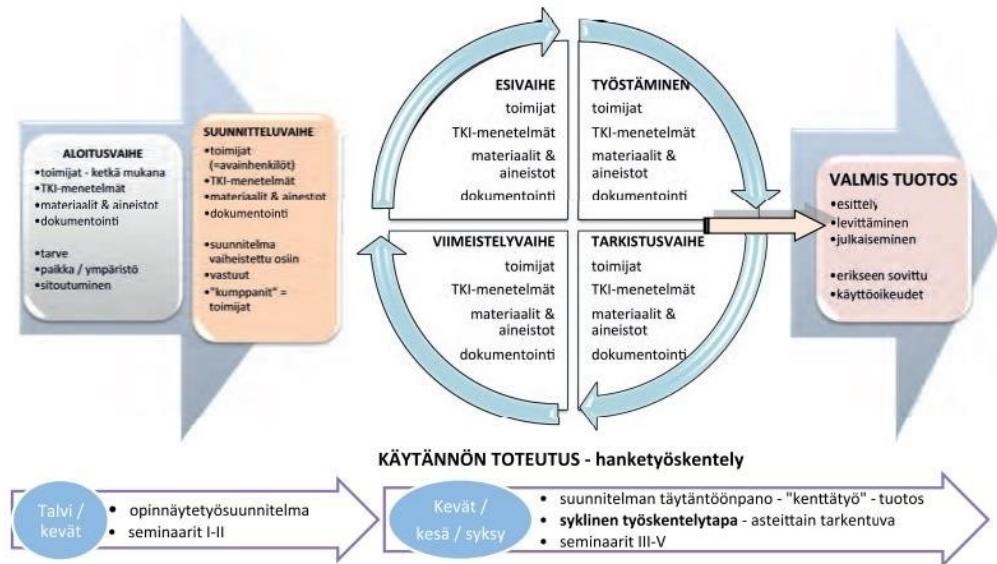 ALOITUSVAIHE
•toimijat - ketkä mukana
•TKI-menetelmät
•materiaalit & aineistot
•dokumentointi
•tarve
•paikka / ympäristö
•sitoutuminen
SUUNNITTELUVAIHE
•toimijat
(=avainhenkilöt)
•TKI-menetelmät
•materiaalit & ainestot
•dokumentointi
•suunnitelma
vaiheistettu osiin
•vastuut
•"kumppanit" =
toimijat
ESIVAIHE
toimijat
TKI-menetelmät
materiaalit &
aineistot
dokumentointi
TYÖSTÄMINEN
toimijat
TKI-menetelmät
materiaalit &
aineistot
dokumentointi
VIIMEISTELYVAIHE
toimijat
TKI-menetelmät
materiaalit &
aineistot
dokumentointi
TARKISTUSVAIHE
toimijat
TKI-menetelmät
materiaalit &
aineistot
dokumentointi
VALMIS TUOTOS
•esittely
•levittäminen
•julkaiseminen
•erikseen sovittu
•käyttöoikeudet
KÄYTÄNNÖN TOTEUTUS - hanketyöskentely
Talvi /
kevät
• opinnäytetyösuunnitelma
• seminaarit I-II
Kevät /
kesä / syksy
• suunnitelman täytäntöönpano - "kenttätyö" - tuotos
• syklinen työskentelytapa - asteittain tarkentuva
• seminaarit III-V